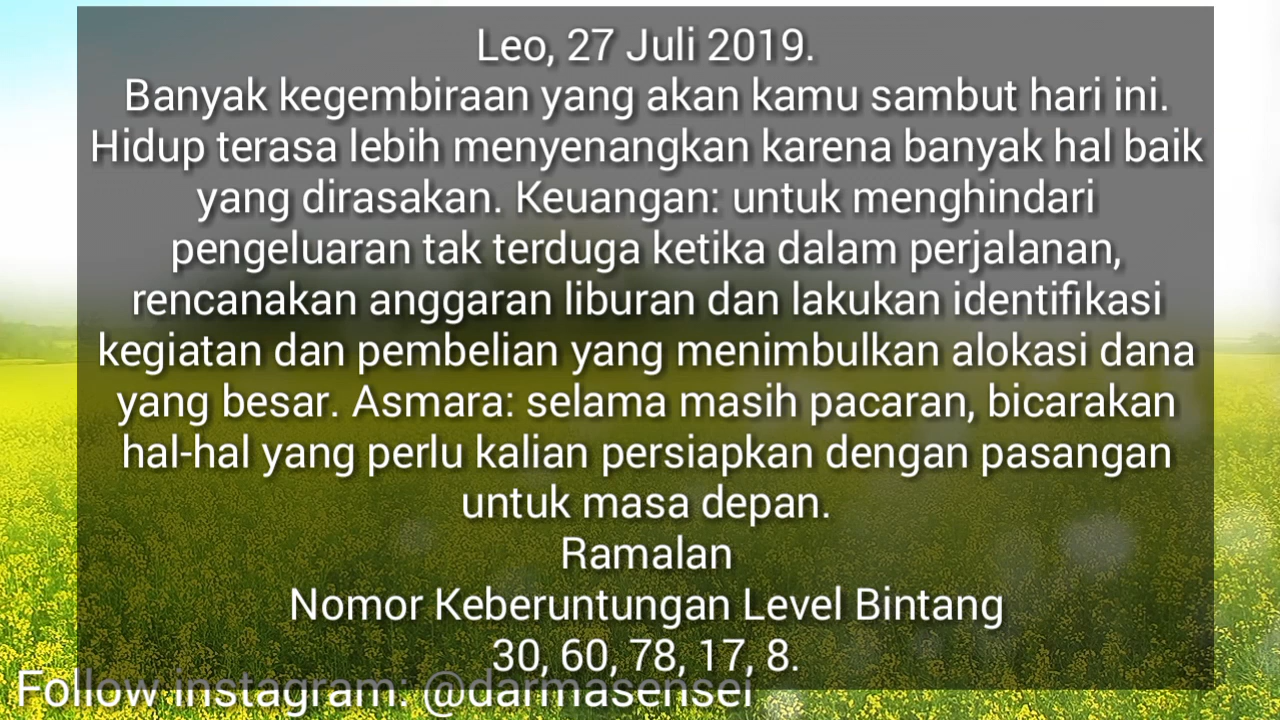 Leo, 27 Juli 2019.
Banyak kegembiraan yang akan kamu sambut hari ini.
Hidup terasa lebih menyenangkan karena banyak hal baik
yang dirasakan. Keuangan: untuk menghindari
pengeluaran tak terduga ketika dalam perjalanan,
rencanakan anggaran liburan dan lakukan identifikasi
kegiatan dan pembelian yang menimbulkan alokasi dana
yang besar. Asmara: selama masih pacaran, bicarakan
hal-hal yang perlu kalian persiapkan dengan pasangan
untuk masa depan.
Ramalan
Nomor Keberuntungan Level Bintang
30, 60, 78, 17, 8.
Follow instagram: @darmasensei